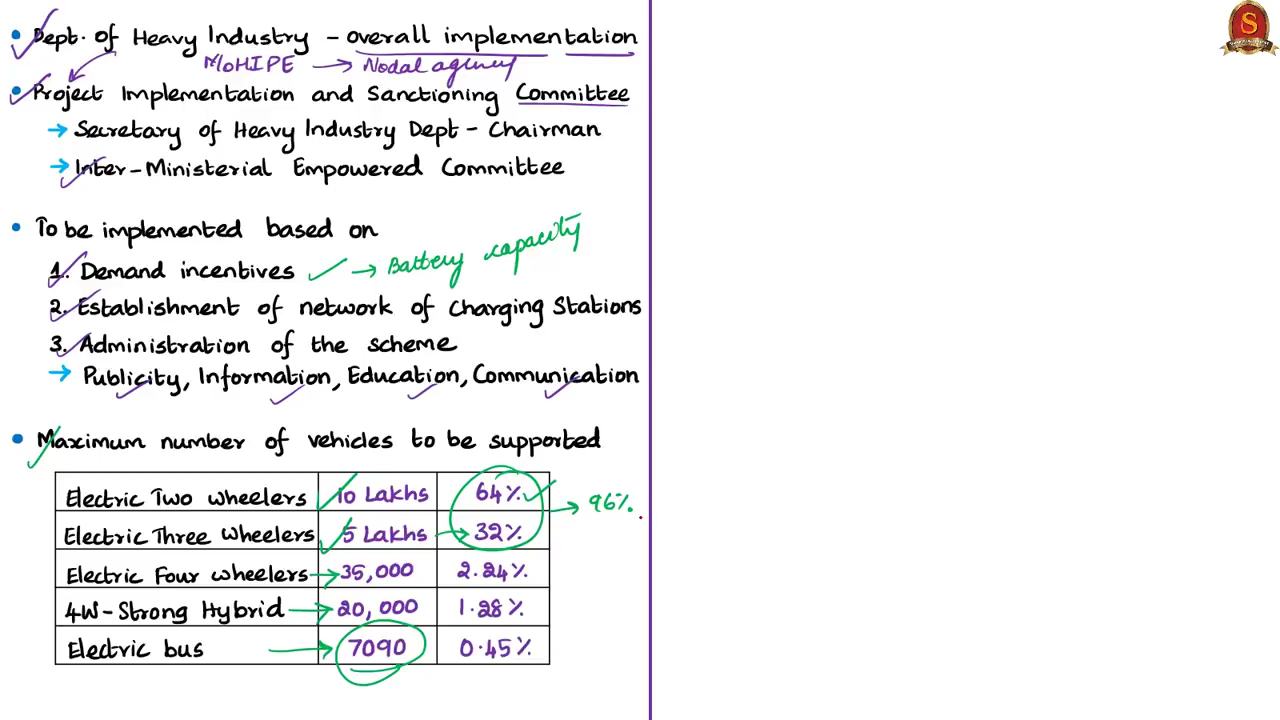 • Dept. of Heavy Industry - overall implementation
MoHIPE → Nodal agency
• Project Implementation and Sanctioning Committee
→ Secretary of Heavy Industry Dept - Chairman
→ Inter-Ministerial Empowered Committee
• To be implemented based on
1. Demand incentives → Battery capacity
2. Establishment of network of charging Stations
3. Administration of the scheme
→ Publicity, Information, Education, Communication
• Maximum number of vehicles to be supported
Electric Two wheelers 10 Lakhs 64% → 96%
Electric Three wheelers 5 Lakhs 32%
Electric Four wheelers 35,000 2.24%
4W-Strong Hybrid 20,000 1.28%
Electric bus 7090 0.45%
S